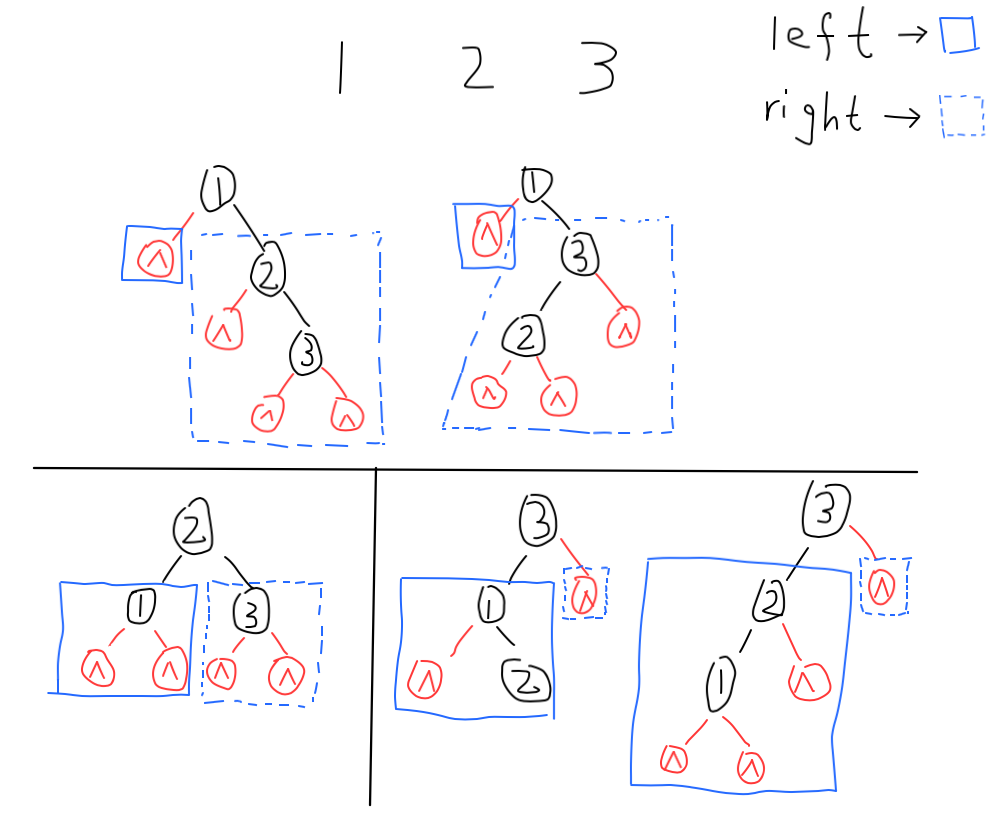 left →
1 2 3
right →
1 1
∧ 2 ∧ 3
∧ 3 2 ∧
∧ ∧ ∧ ∧
2 3 3
1 3 1 ∧ 2 ∧
∧ ∧ ∧ ∧ ∧ 2 1 ∧
∧ ∧